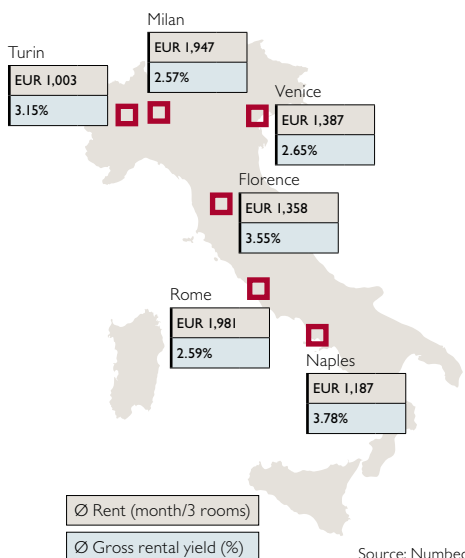 Milan
EUR 1,947
2.57%
Turin
EUR 1,003
3.15%
Venice
EUR 1,387
2.65%
Florence
EUR 1,358
3.55%
Rome
EUR 1,981
2.59%
Naples
EUR 1,187
3.78%
Ø Rent (month/3 rooms)
Ø Gross rental yield (%)
Source: Numbeo